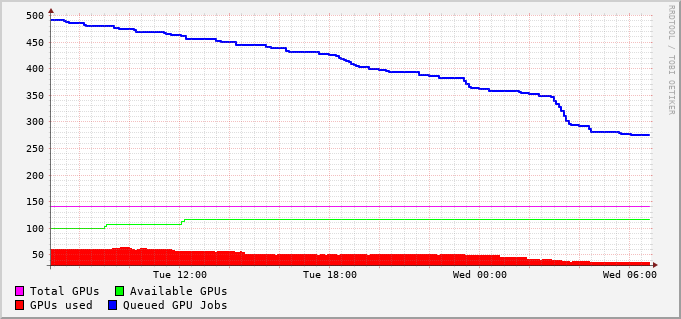 500
450
400
350
300
250
200
150
100
50
Tue 12:00 Tue 18:00 Wed 00:00 Wed 06:00
Total GPUs Available GPUs
GPUs used Queued GPU Jobs
RRDTOOL / TOBI OETIKER